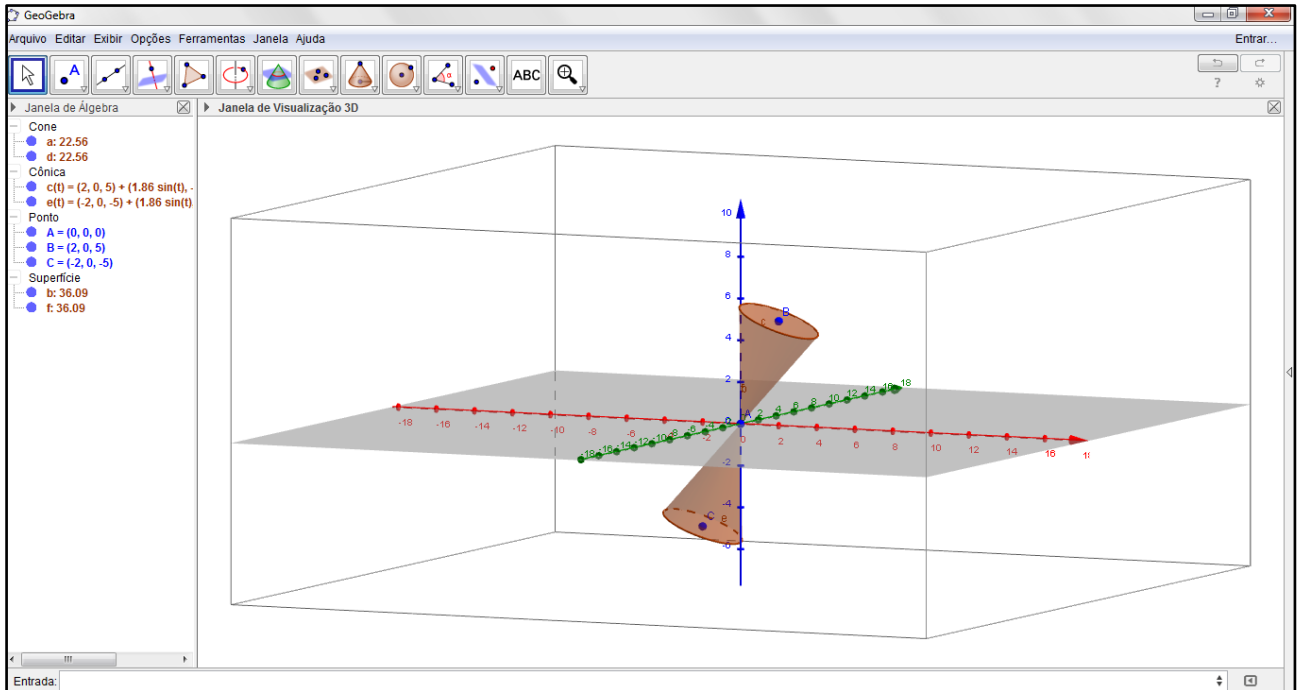 GeoGebra
Arquivo Editar Exibir Opções Ferramentas Janela Ajuda
Entrar...
A
α
ABC
?
Janela de Álgebra
Janela de Visualização 3D
Cone
a: 22.56
d: 22.56
Cônica
c(t) = (2, 0, 5) + (1.86 sin(t), -
e(t) = (-2, 0, -5) + (1.86 sin(t)
Ponto
A = (0, 0, 0)
B = (2, 0, 5)
C = (-2, 0, -5)
Superfície
b: 36.09
f: 36.09
10
8
6
B
c
4
2
-18 -16 -14 -12 -10 -8 -6 -2 0 A 2 4 6 8 10 12 14 16 18
0 2 4 6 8 10 12 14 16
-18 -16 -14 -12 -10 -8 -6 -4
-2
-4
C
e
-6
Entrada: